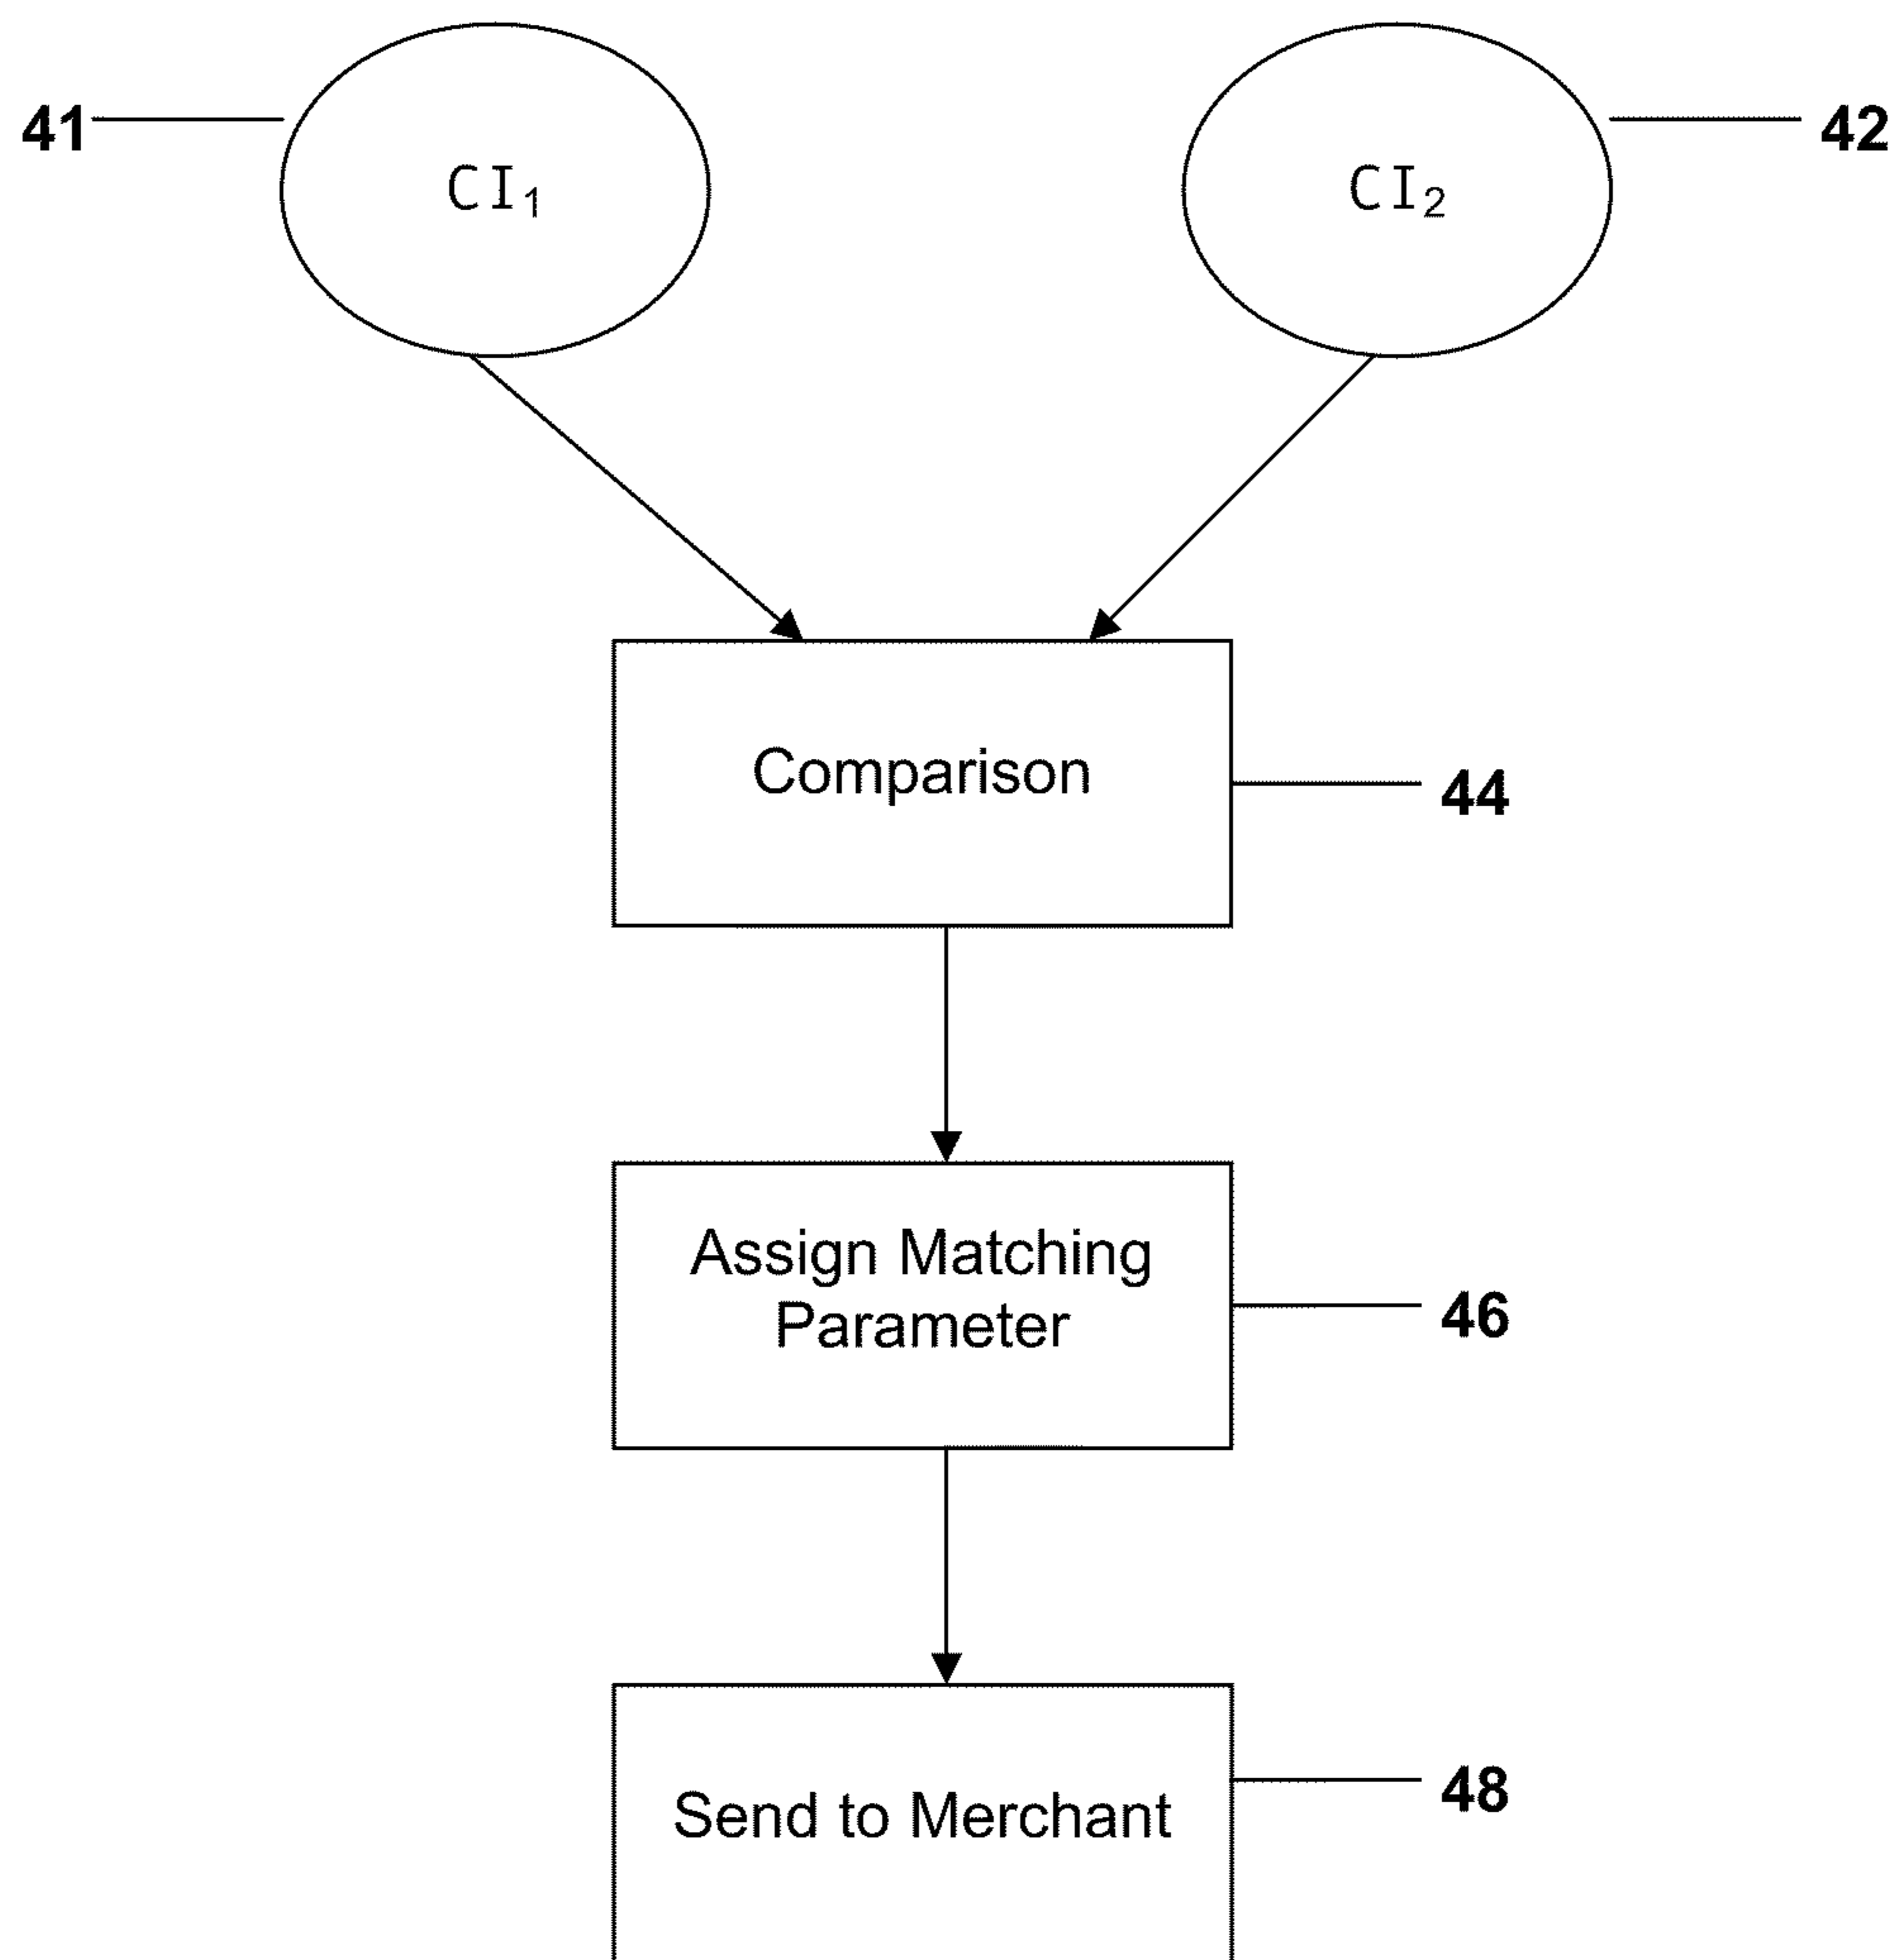 41
CI₁
CI₂
42
Comparison
44
Assign Matching
Parameter
46
Send to Merchant
48